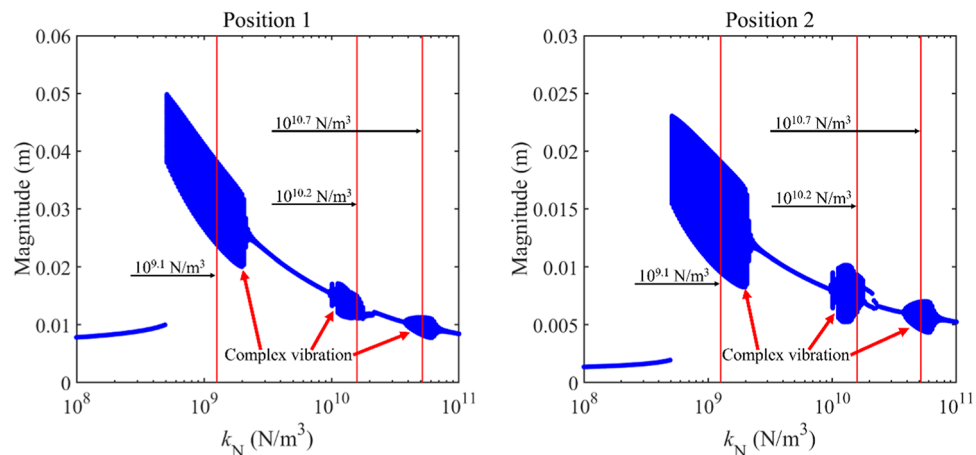 Position 1
0.06
0.05
0.04
0.03
0.02
0.01
0
Magnitude (m)
10^10.7 N/m^3
10^10.2 N/m^3
10^9.1 N/m^3
Complex vibration
10^8
10^9
10^10
10^11
k_N (N/m^3)
Position 2
0.03
0.025
0.02
0.015
0.01
0.005
0
Magnitude (m)
10^10.7 N/m^3
10^10.2 N/m^3
10^9.1 N/m^3
Complex vibration
10^8
10^9
10^10
10^11
k_N (N/m^3)